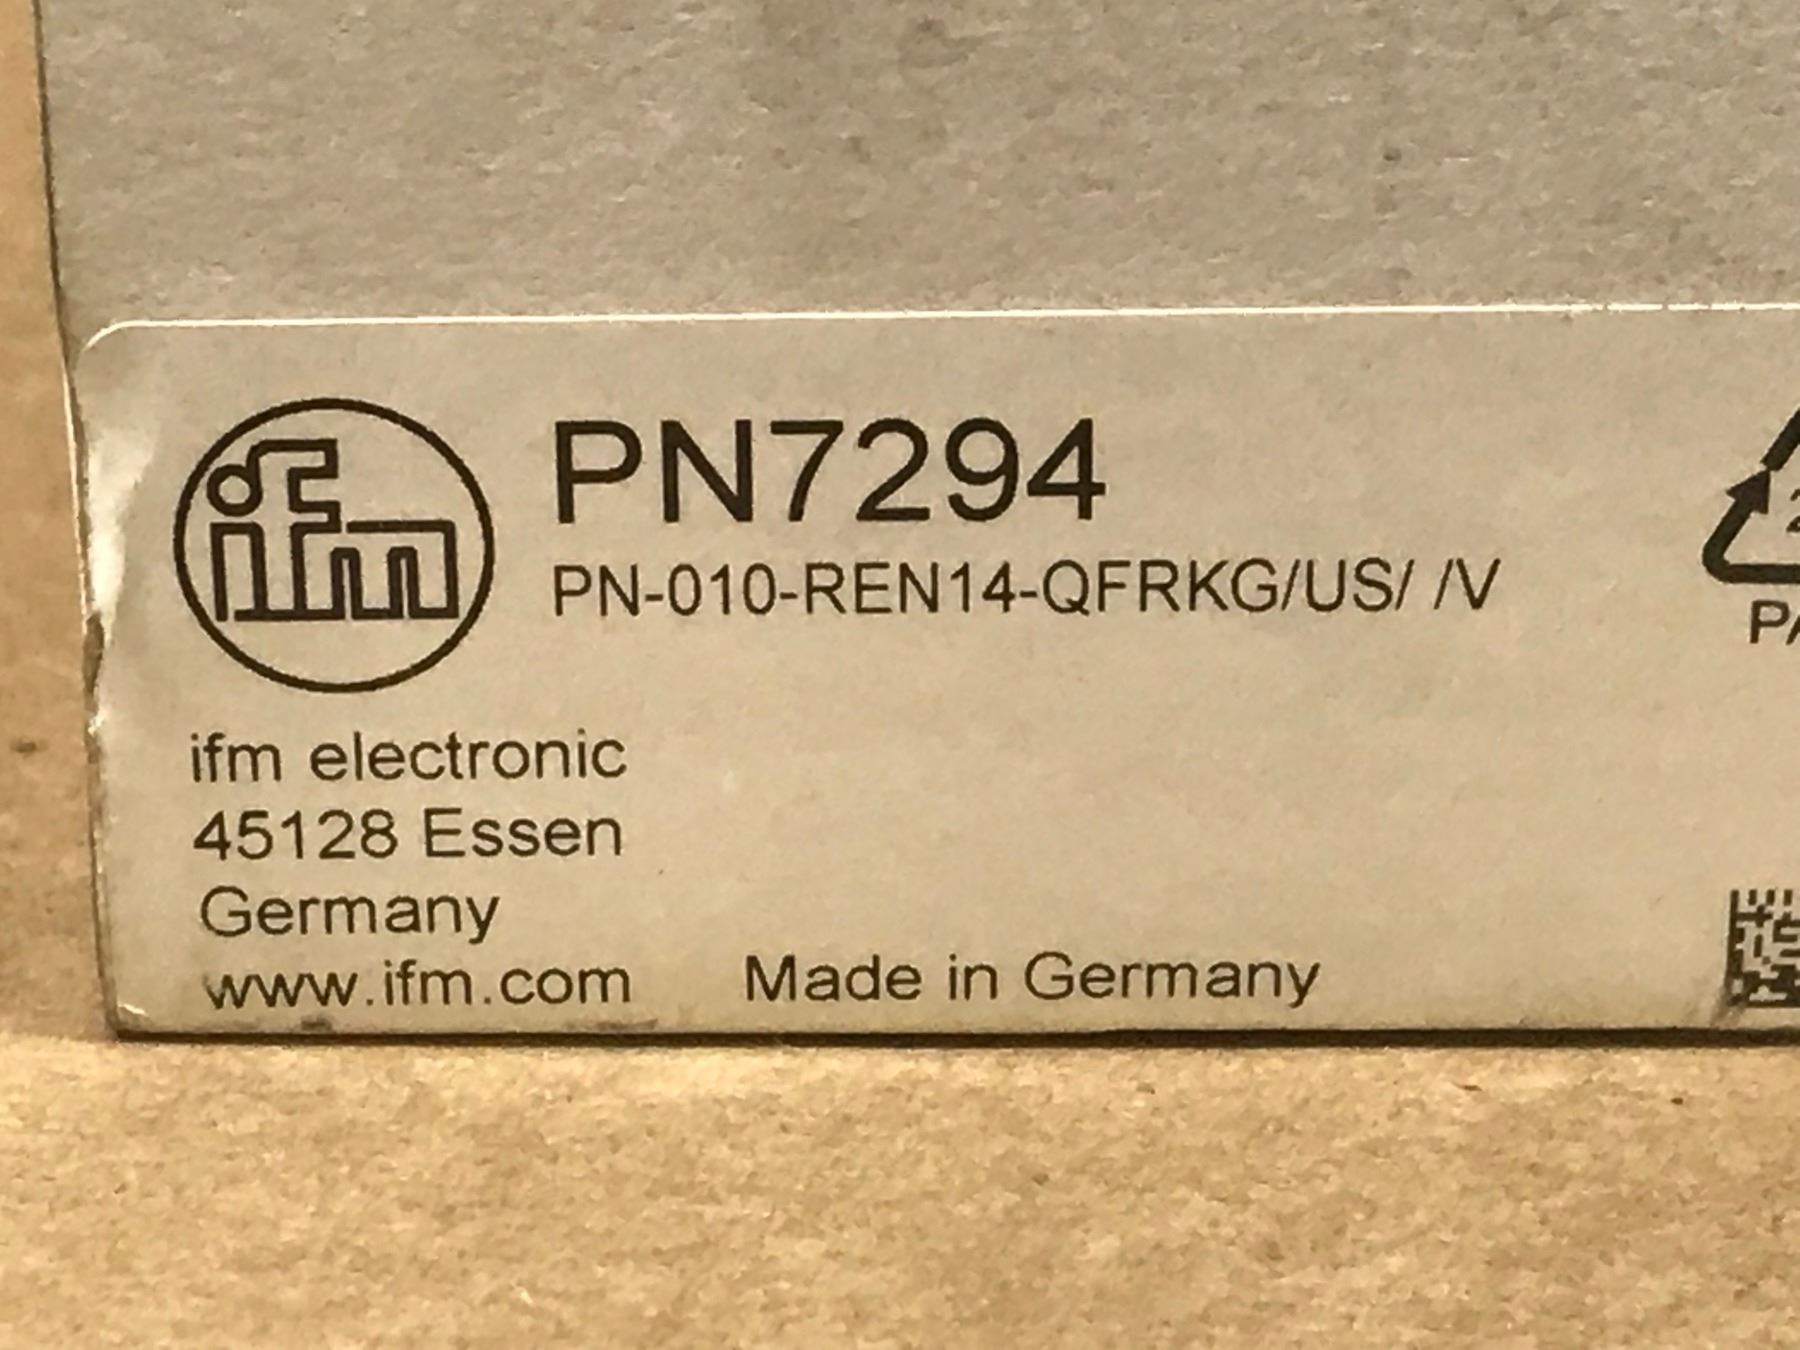 ifm
PN7294
PN-010-REN14-QFRKG/US/ /V
ifm electronic
45128 Essen
Germany
www.ifm.com
Made in Germany